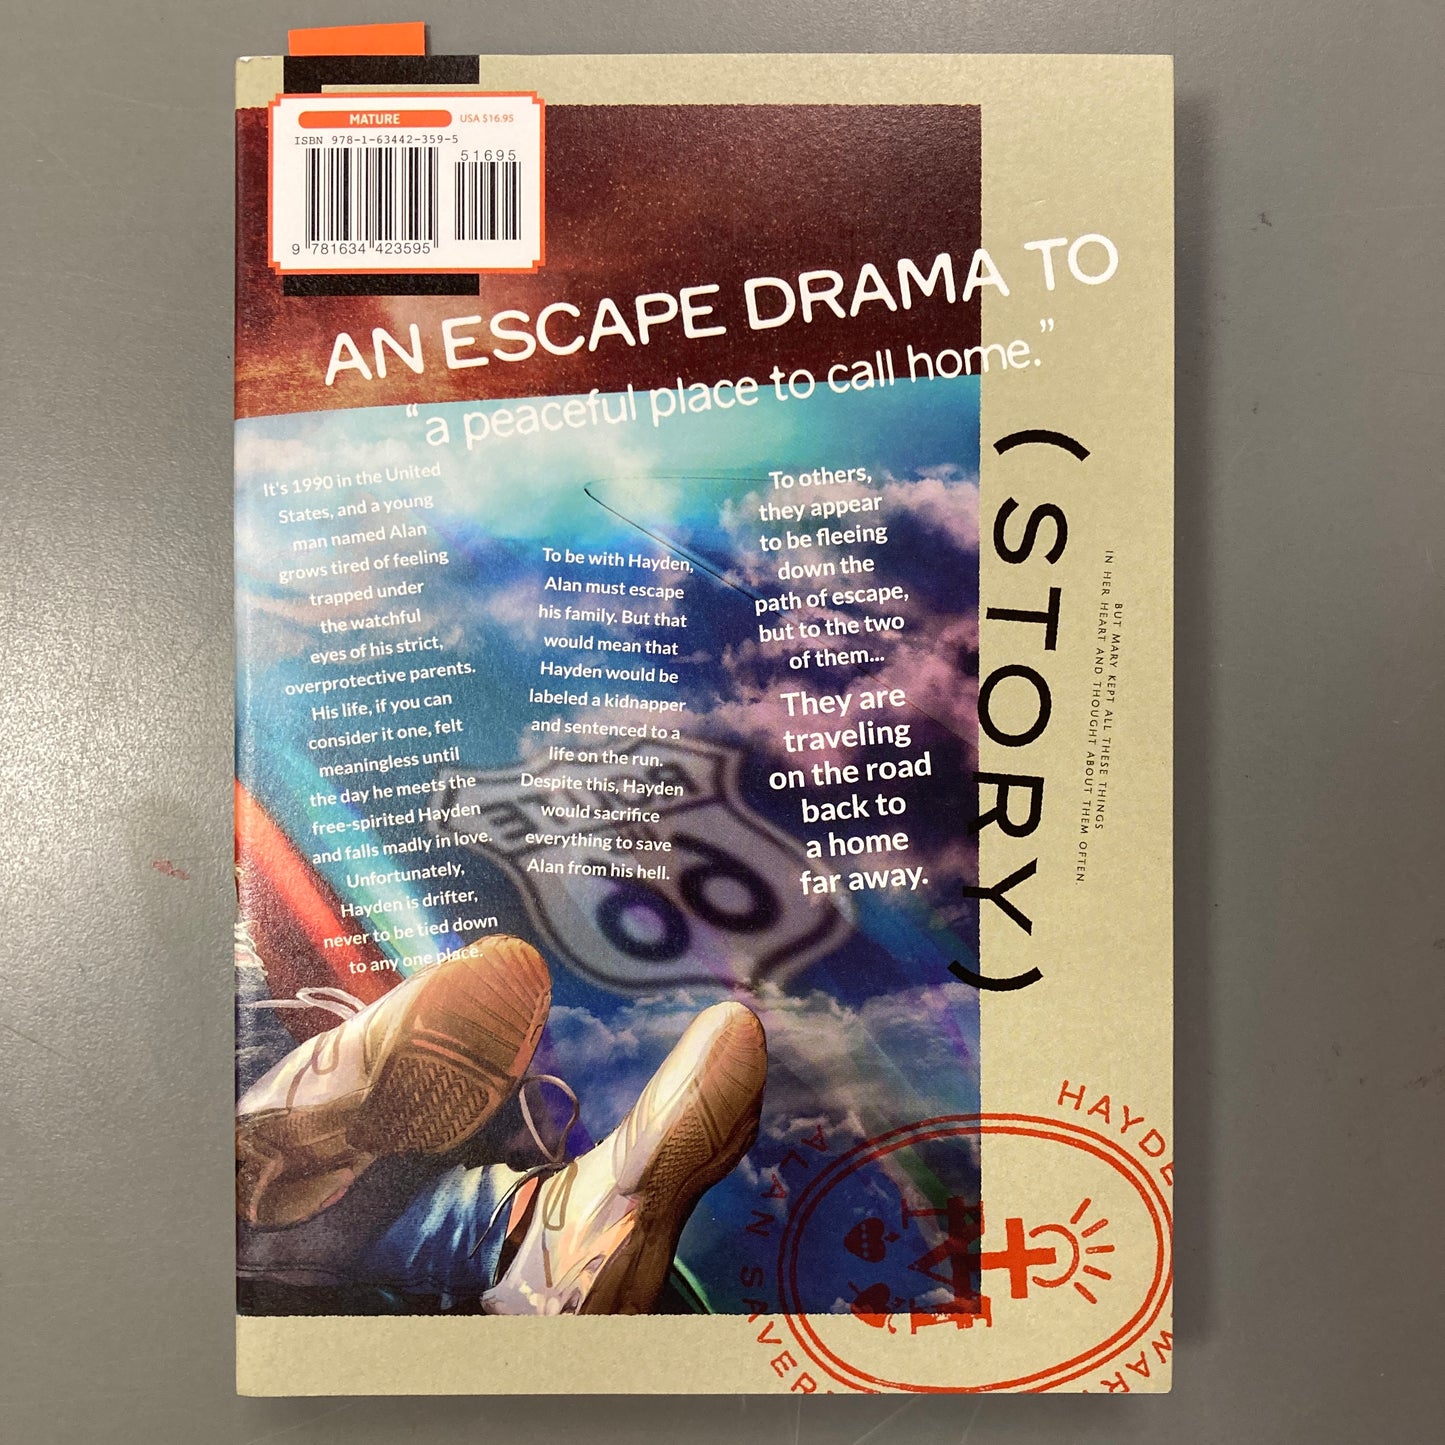 MATURE
USA $16.95
ISBN 978-1-63442-359-5
51695
9 781634 423595
AN ESCAPE DRAMA TO
“a peaceful place to call home.”
It's 1990 in the United
States, and a young
man named Alan
grows tired of feeling
trapped under
the watchful
eyes of his strict,
overprotective parents.
His life, if you can
consider it one, felt
meaningless until
the day he meets the
free-spirited Hayden
and falls madly in love.
Unfortunately,
Hayden is drifter,
never to be tied down
to any one place.
To be with Hayden,
Alan must escape
his family. But that
would mean that
Hayden would be
labeled a kidnapper
and sentenced to a
life on the run.
Despite this, Hayden
would sacrifice
everything to save
Alan from his hell.
To others,
they appear
to be fleeing
down the
path of escape,
but to the two
of them...
They are
traveling
on the road
back to
a home
far away.
(STORY)
BUT MARY KEPT ALL THESE THINGS
IN HER HEART AND THOUGHT ABOUT THEM OFTEN.
66
HAYDE
WAR
ALAN SAVER